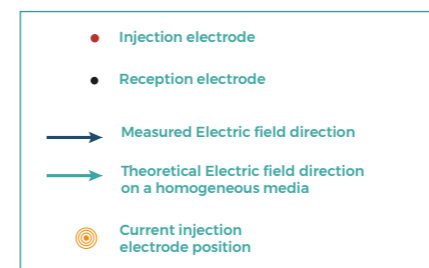 Injection electrode
Reception electrode
Measured Electric field direction
Theoretical Electric field direction
on a homogeneous media
Current injection
electrode position